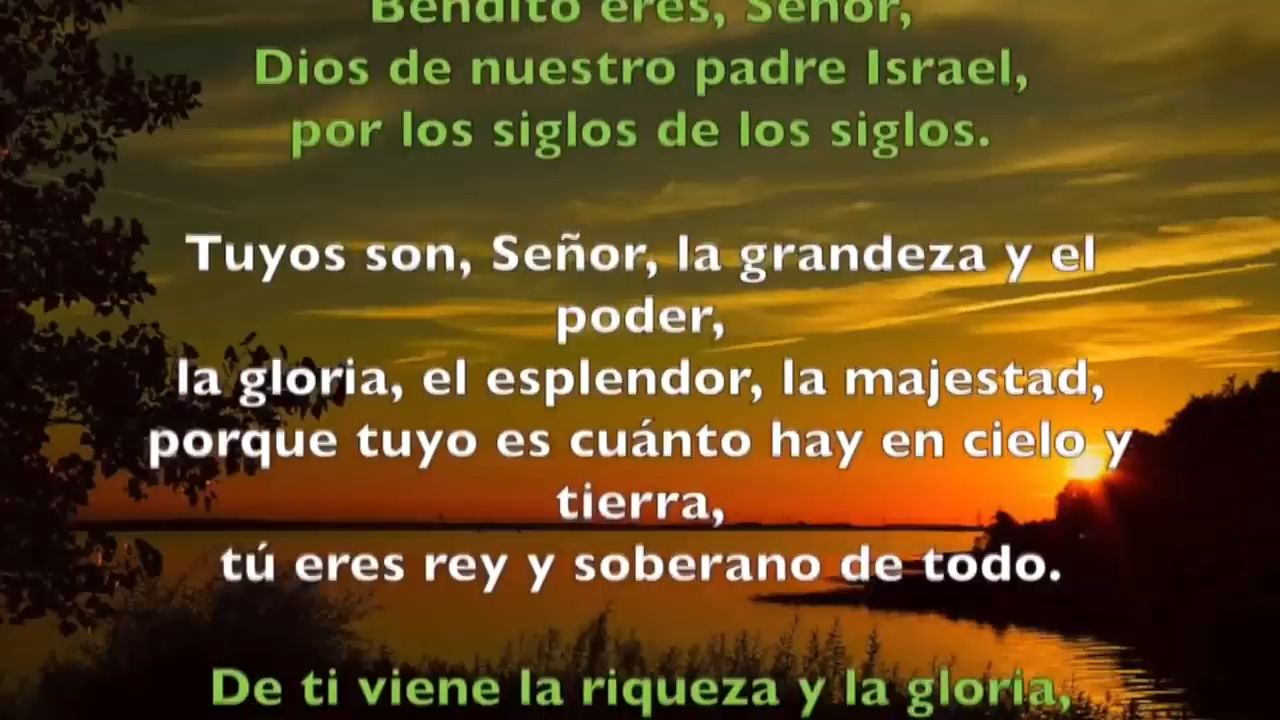 Bendito eres, Señor,
Dios de nuestro padre Israel,
por los siglos de los siglos.
Tuyos son, Señor, la grandeza y el
poder,
la gloria, el esplendor, la majestad,
porque tuyo es cuánto hay en cielo y
tierra,
tú eres rey y soberano de todo.
De ti viene la riqueza y la gloria,